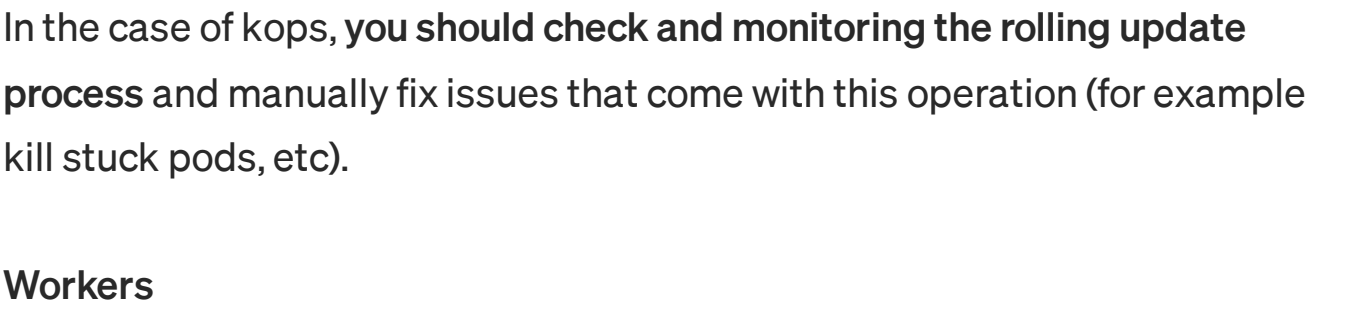 In the case of kops, you should check and monitoring the rolling update
process and manually fix issues that come with this operation (for example
kill stuck pods, etc).
Workers